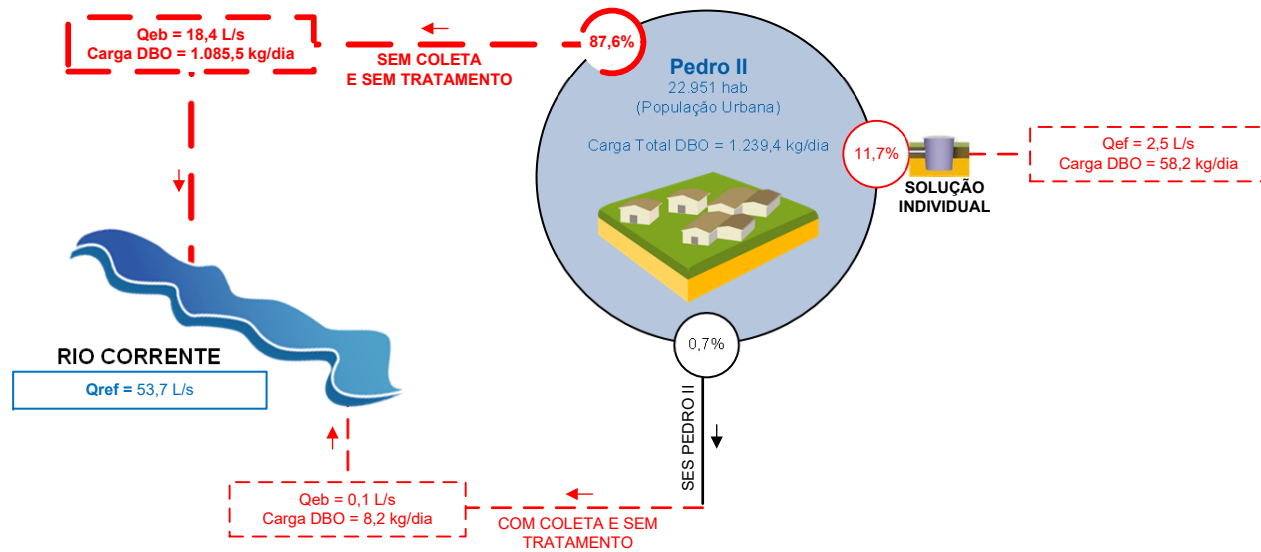 Qeb = 18,4 L/s
Carga DBO = 1.085,5 kg/dia
SEM COLETA
E SEM TRATAMENTO
87,6%
Pedro II
22.951 hab
(População Urbana)
Carga Total DBO = 1.239,4 kg/dia
11,7%
SOLUÇÃO
INDIVIDUAL
Qef = 2,5 L/s
Carga DBO = 58,2 kg/dia
RIO CORRENTE
Qref = 53,7 L/s
0,7%
SES PEDRO II
Qeb = 0,1 L/s
Carga DBO = 8,2 kg/dia
COM COLETA E SEM
TRATAMENTO